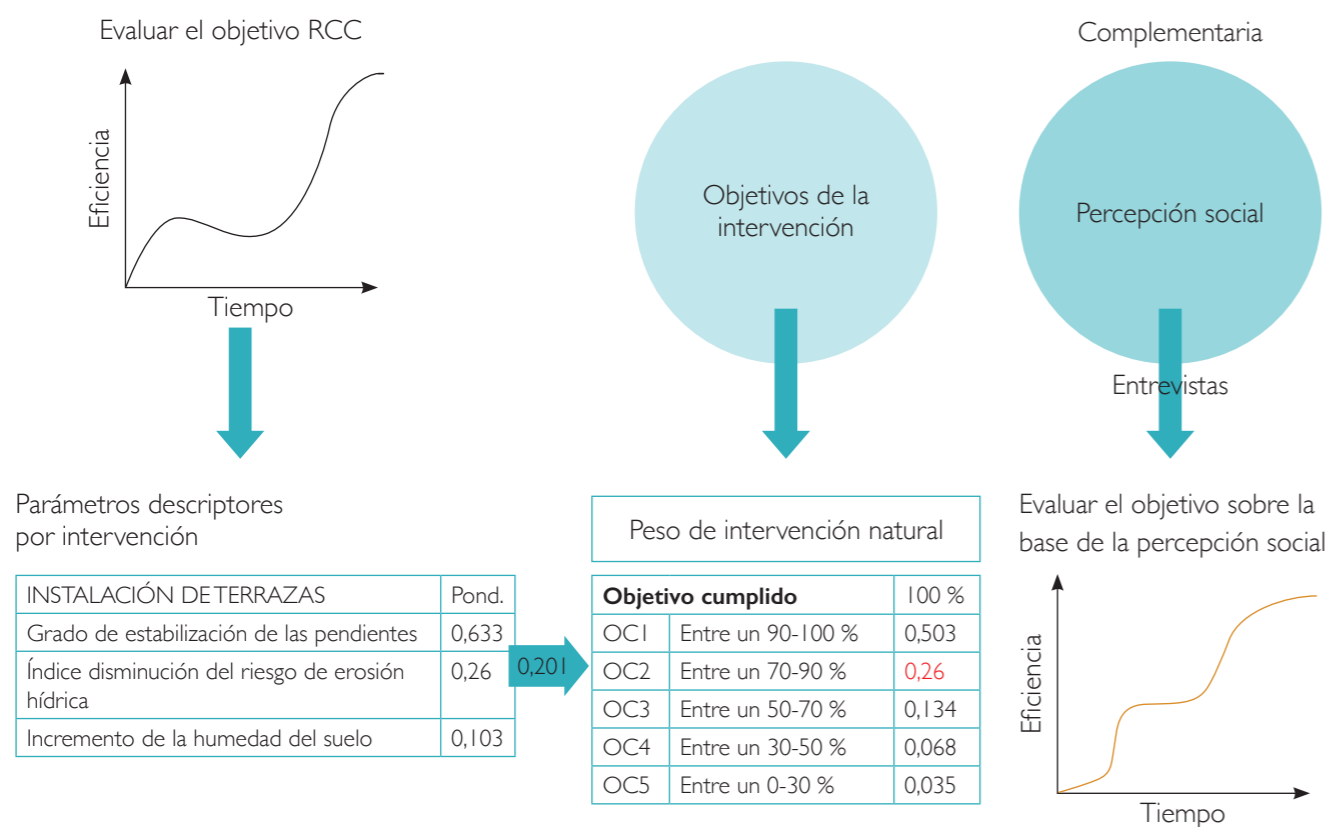 Evaluar el objetivo RCC
Eficiencia
Tiempo
Objetivos de la
intervención
Complementaria
Percepción social
Entrevistas
Parámetros descriptores
por intervención
INSTALACIÓN DE TERRAZAS Pond.
Grado de estabilización de las pendientes 0,633
Índice disminución del riesgo de erosión
hídrica 0,26
Incremento de la humedad del suelo 0,103
0,201
Peso de intervención natural
Objetivo cumplido 100 %
OC1 Entre un 90-100 % 0,503
OC2 Entre un 70-90 % 0,26
OC3 Entre un 50-70 % 0,134
OC4 Entre un 30-50 % 0,068
OC5 Entre un 0-30 % 0,035
Evaluar el objetivo sobre la
base de la percepción social
Eficiencia
Tiempo